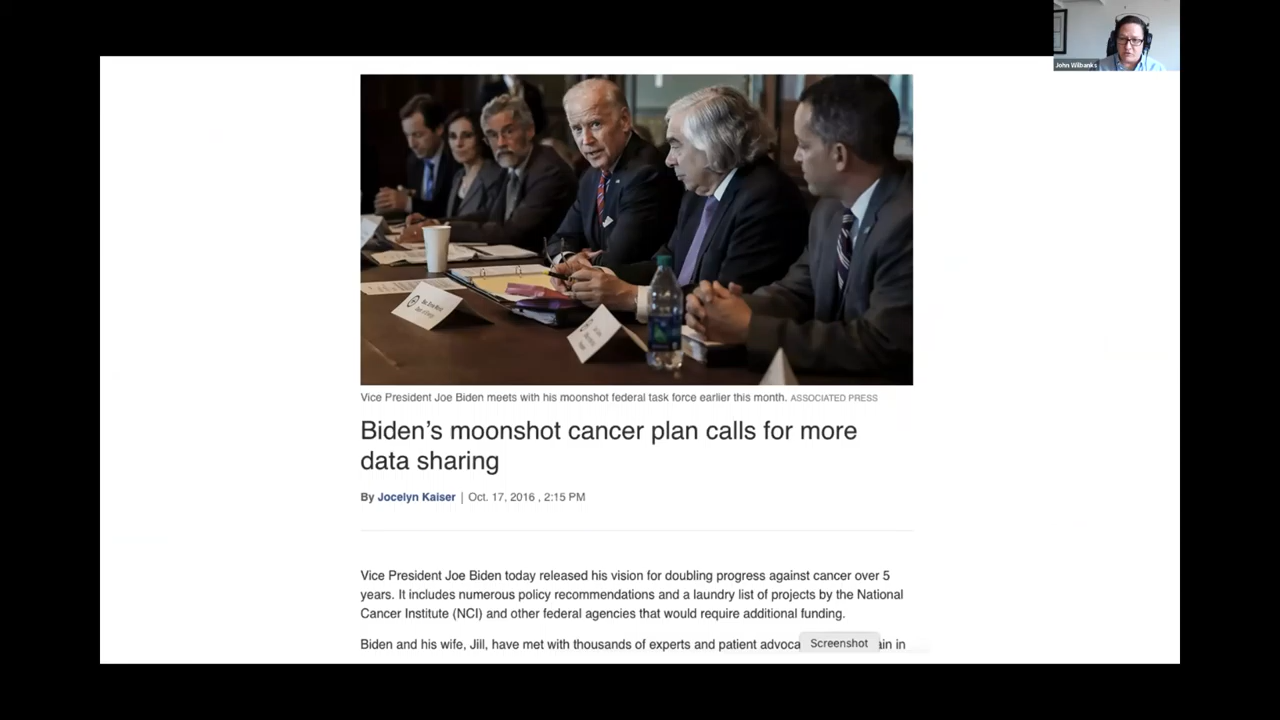 John Wilbanks
Vice President Joe Biden meets with his moonshot federal task force earlier this month. ASSOCIATED PRESS
Biden’s moonshot cancer plan calls for more
data sharing
By Jocelyn Kaiser | Oct. 17, 2016 , 2:15 PM
Vice President Joe Biden today released his vision for doubling progress against cancer over 5
years. It includes numerous policy recommendations and a laundry list of projects by the National
Cancer Institute (NCI) and other federal agencies that would require additional funding.
Biden and his wife, Jill, have met with thousands of experts and patient advoca Screenshot ain in